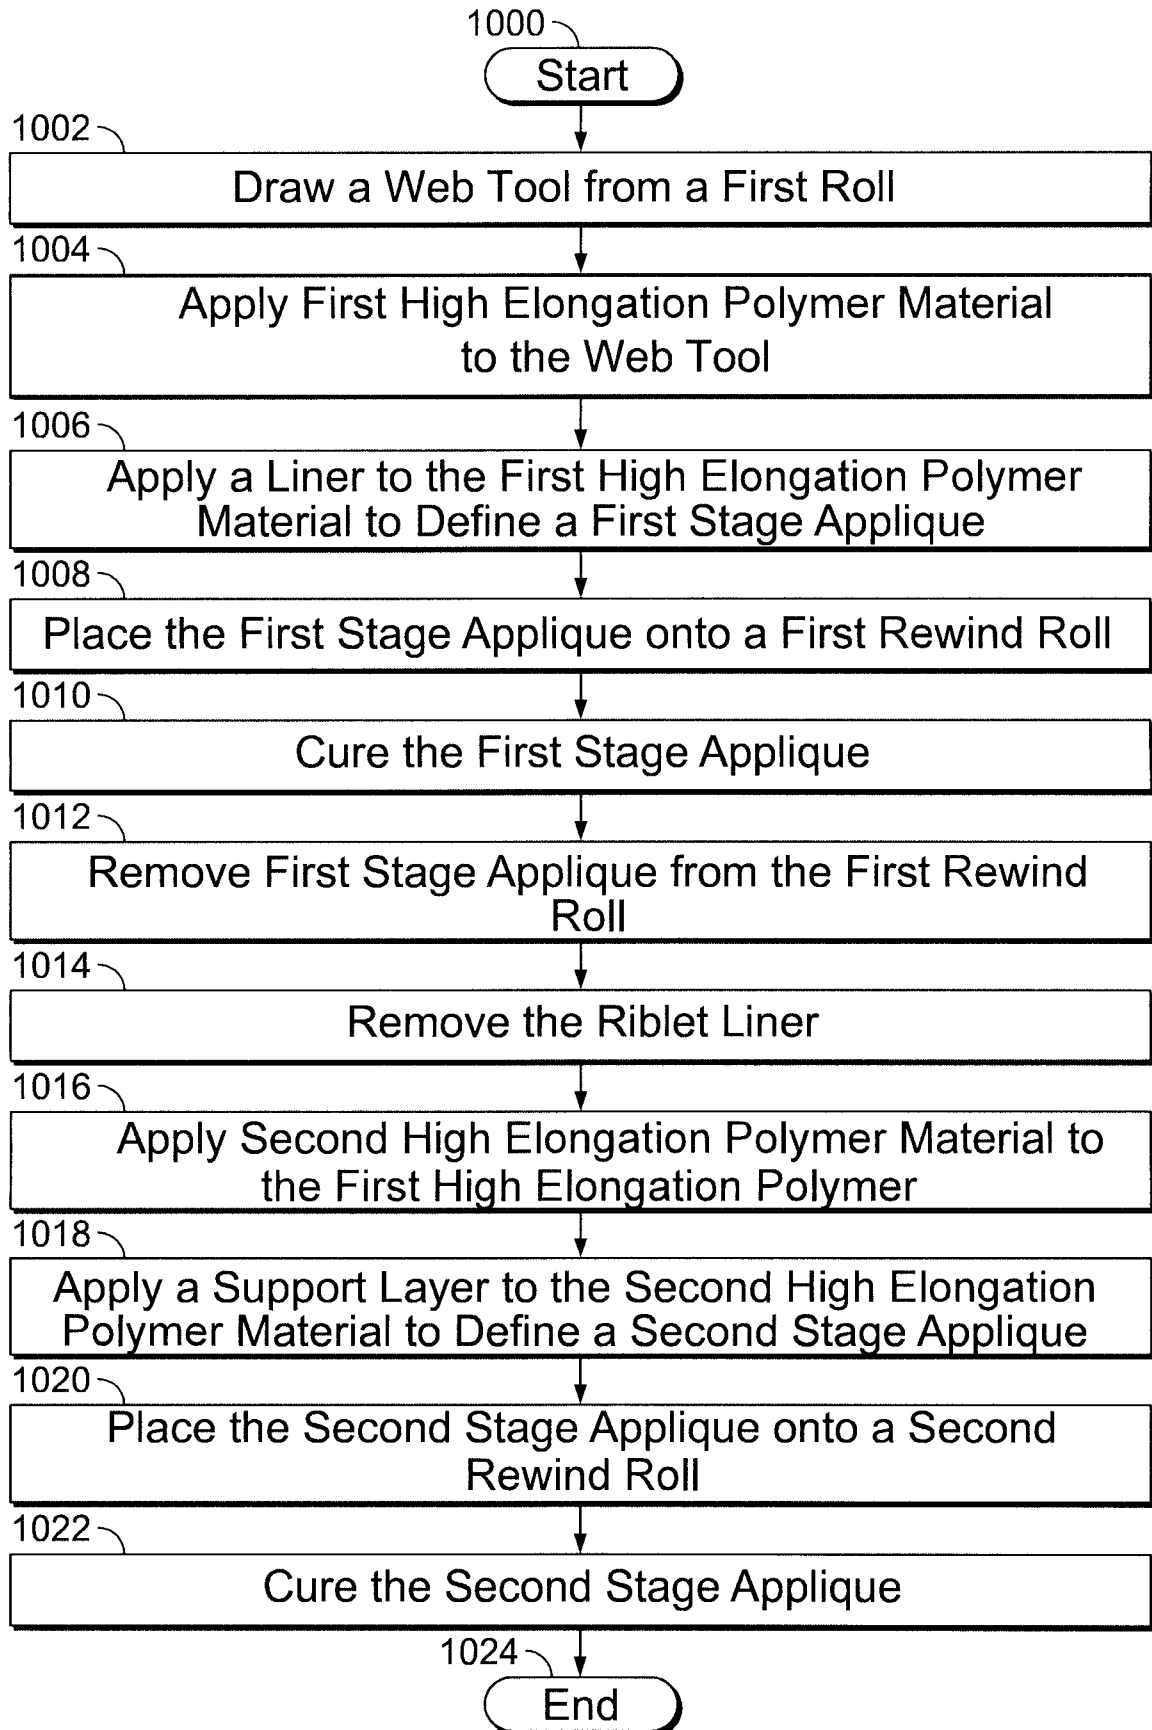 1000
Start
1002
Draw a Web Tool from a First Roll
1004
Apply First High Elongation Polymer Material
to the Web Tool
1006
Apply a Liner to the First High Elongation Polymer
Material to Define a First Stage Applique
1008
Place the First Stage Applique onto a First Rewind Roll
1010
Cure the First Stage Applique
1012
Remove First Stage Applique from the First Rewind
Roll
1014
Remove the Riblet Liner
1016
Apply Second High Elongation Polymer Material to
the First High Elongation Polymer
1018
Apply a Support Layer to the Second High Elongation
Polymer Material to Define a Second Stage Applique
1020
Place the Second Stage Applique onto a Second
Rewind Roll
1022
Cure the Second Stage Applique
1024
End